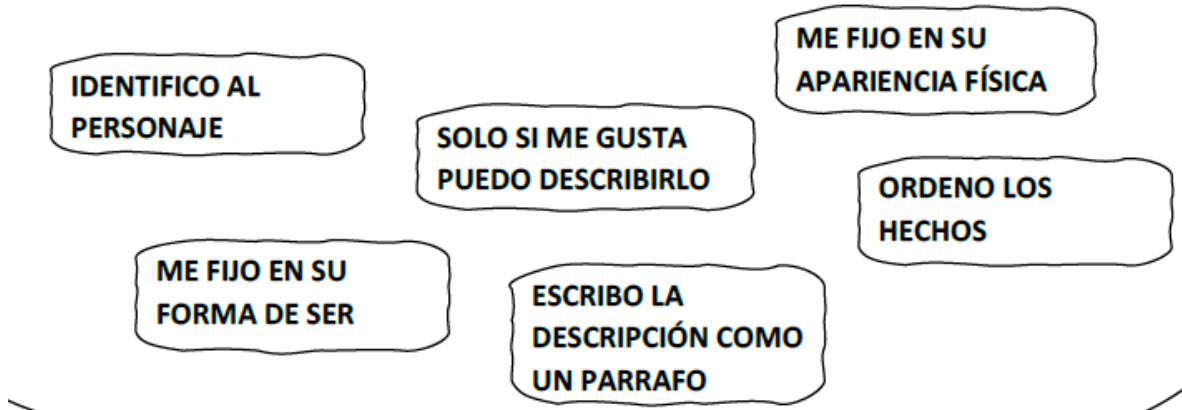 IDENTIFICO AL
PERSONAJE
ME FIJO EN SU
APARIENCIA FÍSICA
SOLO SI ME GUSTA
PUEDO DESCRIBIRLO
ORDENO LOS
HECHOS
ME FIJO EN SU
FORMA DE SER
ESCRIBO LA
DESCRIPCIÓN COMO
UN PARRAFO